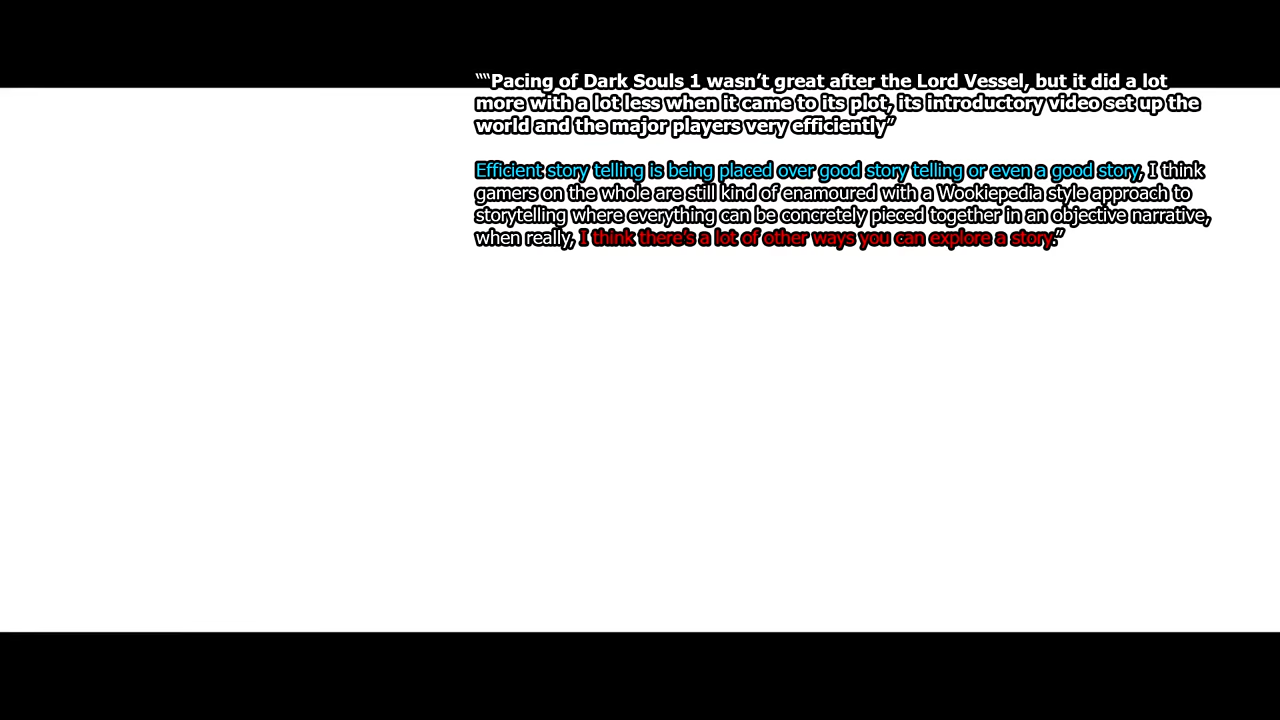 ““Pacing of Dark Souls 1 wasn’t great after the Lord Vessel, but it did a lot
more with a lot less when it came to its plot, its introductory video set up the
world and the major players very efficiently”
Efficient story telling is being placed over good story telling or even a good story, I think
gamers on the whole are still kind of enamoured with a Wookiepedia style approach to
storytelling where everything can be concretely pieced together in an objective narrative,
when really, I think there’s a lot of other ways you can explore a story.”